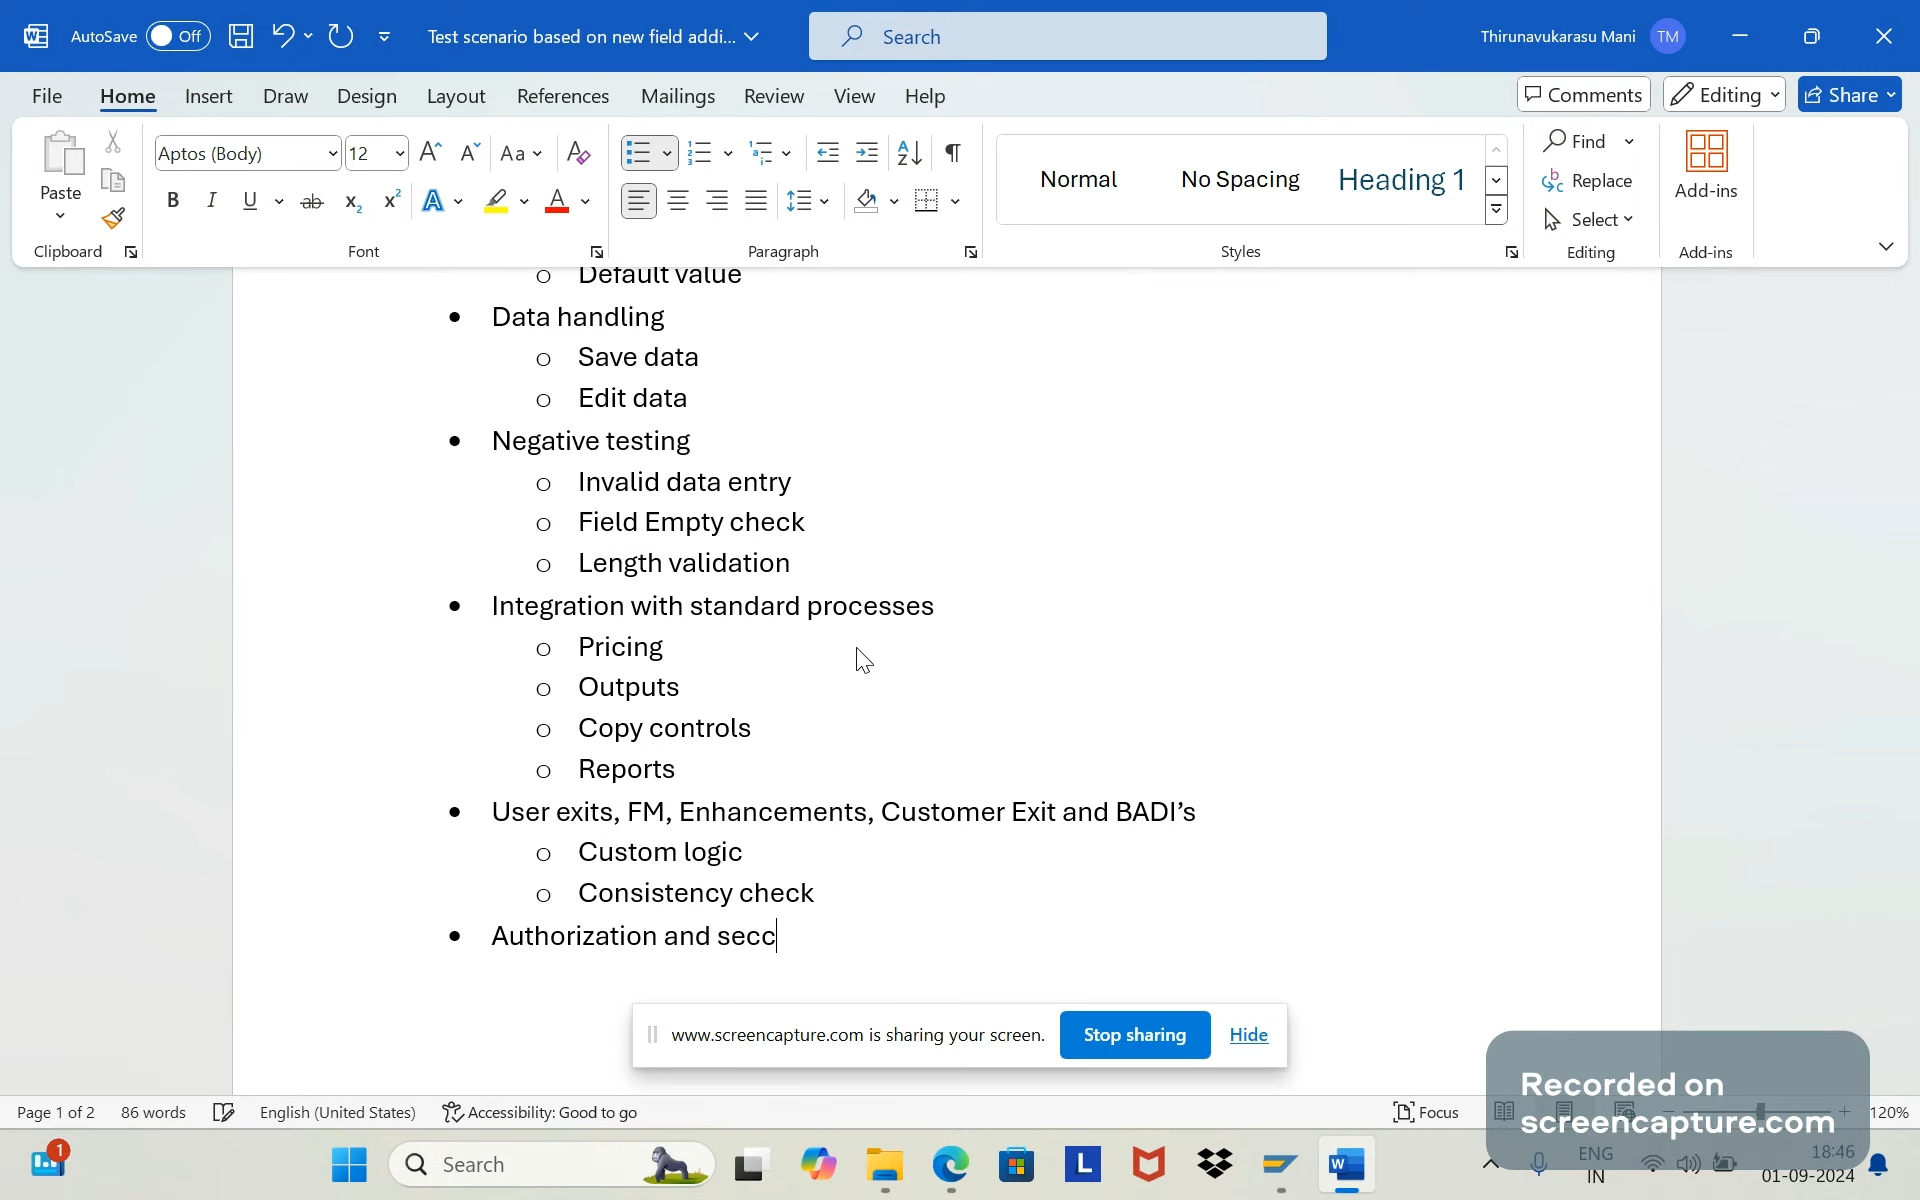 AutoSave Off Test scenario based on new field addi... Search Thirunavukarasu Mani TM
File Home Insert Draw Design Layout References Mailings Review View Help Comments Editing Share
Paste Aptos (Body) 12 Aa Normal No Spacing Heading 1 Find Replace Select Add-ins
Clipboard Font Paragraph Styles Editing Add-ins
o Default value
• Data handling
o Save data
o Edit data
• Negative testing
o Invalid data entry
o Field Empty check
o Length validation
• Integration with standard processes
o Pricing
o Outputs
o Copy controls
o Reports
• User exits, FM, Enhancements, Customer Exit and BADI’s
o Custom logic
o Consistency check
• Authorization and secc
www.screencapture.com is sharing your screen. Stop sharing Hide
Recorded on
screencapture.com
Page 1 of 2 86 words English (United States) Accessibility: Good to go Focus 120%
1 Search ENG IN 18:46 01-09-2024